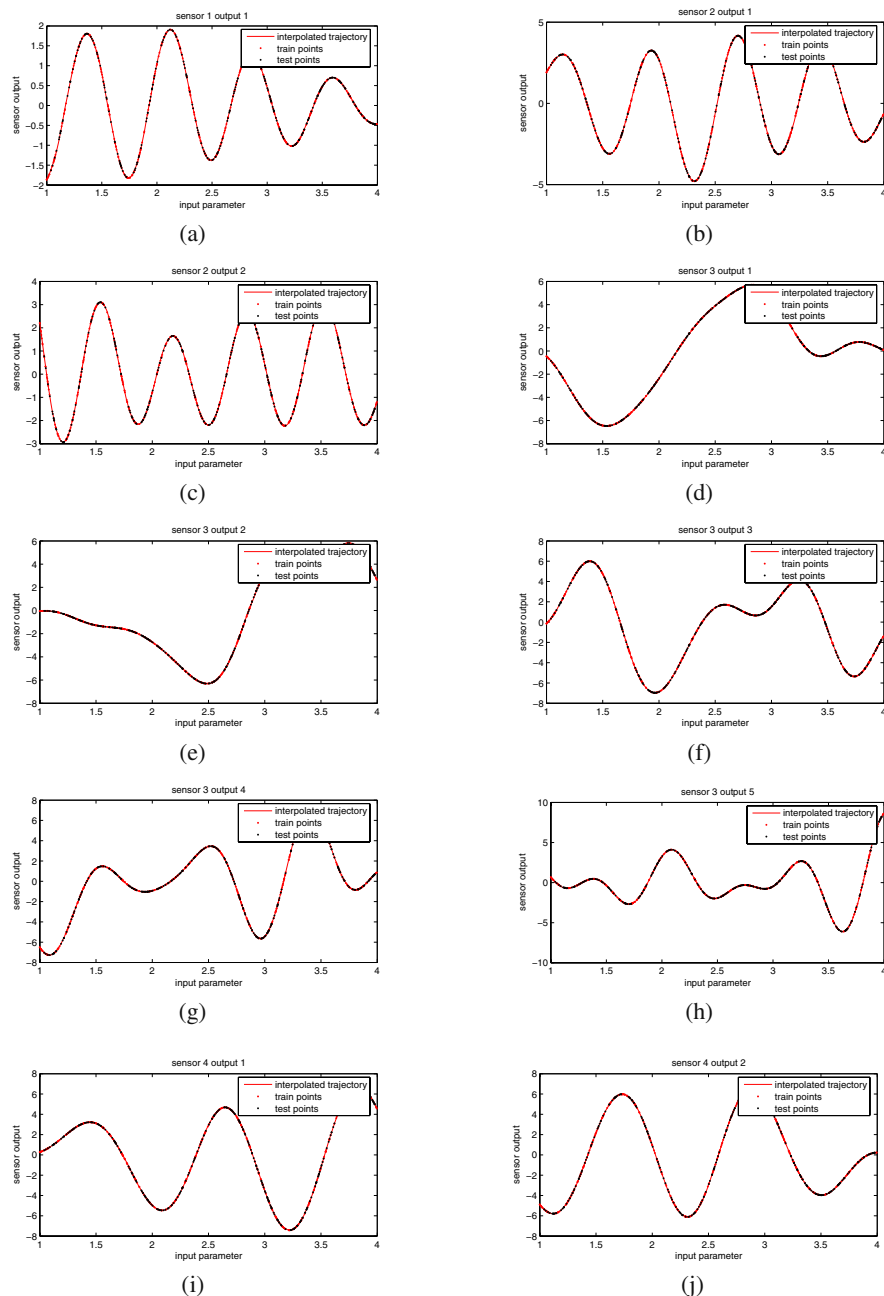 sensor 1 output 1
2
1.5
1
0.5
0
−0.5
−1
−1.5
−2
sensor output
interpolated trajectory
train points
test points
1 1.5 2 2.5 3 3.5 4
input parameter
(a)
sensor 2 output 1
5
0
−5
sensor output
interpolated trajectory
train points
test points
1 1.5 2 2.5 3 3.5 4
input parameter
(b)
sensor 2 output 2
4
3
2
1
0
−1
−2
−3
sensor output
interpolated trajectory
train points
test points
1 1.5 2 2.5 3 3.5 4
input parameter
(c)
sensor 3 output 1
6
4
2
0
−2
−4
−6
−8
sensor output
interpolated trajectory
train points
test points
1 1.5 2 2.5 3 3.5 4
input parameter
(d)
sensor 3 output 2
6
4
2
0
−2
−4
−6
−8
sensor output
interpolated trajectory
train points
test points
1 1.5 2 2.5 3 3.5 4
input parameter
(e)
sensor 3 output 3
8
6
4
2
0
−2
−4
−6
−8
sensor output
interpolated trajectory
train points
test points
1 1.5 2 2.5 3 3.5 4
input parameter
(f)
sensor 3 output 4
8
6
4
2
0
−2
−4
−6
−8
sensor output
interpolated trajectory
train points
test points
1 1.5 2 2.5 3 3.5 4
input parameter
(g)
sensor 3 output 5
10
5
0
−5
−10
sensor output
interpolated trajectory
train points
test points
1 1.5 2 2.5 3 3.5 4
input parameter
(h)
sensor 4 output 1
8
6
4
2
0
−2
−4
−6
−8
sensor output
interpolated trajectory
train points
test points
1 1.5 2 2.5 3 3.5 4
input parameter
(i)
sensor 4 output 2
8
6
4
2
0
−2
−4
−6
−8
sensor output
interpolated trajectory
train points
test points
1 1.5 2 2.5 3 3.5 4
input parameter
(j)